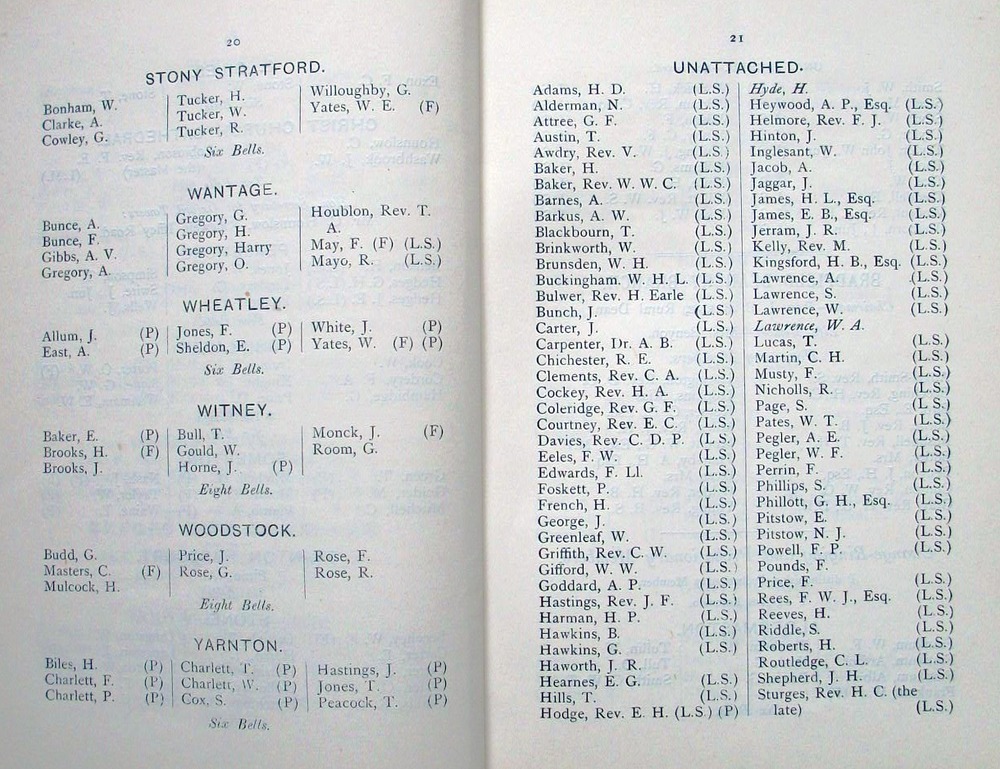 20
STONY STRATFORD.
Bonham, W.
Clarke, A.
Cowley, G.
Tucker, H.
Tucker, W.
Tucker, R.
Willoughby, G.
Yates, W. E. (F)
Six Bells.
WANTAGE.
Bunce, A.
Bunce, F.
Gibbs, A. V.
Gregory, A.
Gregory, G.
Gregory, H.
Gregory, Harry
Gregory, O.
Houblon, Rev. T.
A.
May, F. (F) (L.S.)
Mayo, R. (L.S.)
WHEATLEY.
Allum, J. (P)
East, A. (P)
Jones, F. (P)
Sheldon, E. (P)
White, J. (P)
Yates, W. (F) (P)
Six Bells.
WITNEY.
Baker, E. (P)
Brooks, H. (F)
Brooks, J.
Bull, T.
Gould, W.
Horne, J. (P)
Monck, J. (F)
Room, G.
Eight Bells.
WOODSTOCK.
Budd, G.
Masters, C. (F)
Mulcock, H.
Price, J.
Rose, G.
Rose, F.
Rose, R.
Eight Bells.
YARNTON.
Biles, H. (P)
Charlett, F. (P)
Charlett, P. (P)
Charlett, T. (P)
Charlett, W. (P)
Cox, S. (P)
Hastings, J. (P)
Jones, T. (P)
Peacock, T. (P)
Six Bells.
21
UNATTACHED.
Adams, H. D. (L.S.)
Alderman, N. (L.S.)
Attree, G. F. (L.S.)
Austin, T. (L.S.)
Awdry, Rev. V. (L.S.)
Baker, H. (L.S.)
Baker, Rev. W. W. C. (L.S.)
Barnes, A. (L.S.)
Barkus, A. W. (L.S.)
Blackbourn, T. (L.S.)
Brinkworth, W. (L.S.)
Brunsden, W. H. (L.S.)
Buckingham, W. H. L. (L.S.)
Bulwer, Rev. H. Earle (L.S.)
Bunch, J. (L.S.)
Carter, J. (L.S.)
Carpenter, Dr. A. B. (L.S.)
Chichester, R. E. (L.S.)
Clements, Rev. C. A. (L.S.)
Cockey, Rev. H. A. (L.S.)
Coleridge, Rev. G. F. (L.S.)
Courtney, Rev. E. C. (L.S.)
Davies, Rev. C. D. P. (L.S.)
Eeles, F. W. (L.S.)
Edwards, F. Ll. (L.S.)
Foskett, P. (L.S.)
French, H. (L.S.)
George, J. (L.S.)
Greenleaf, W. (L.S.)
Griffith, Rev. C. W. (L.S.)
Gifford, W. W. (L.S.)
Goddard, A. P. (L.S.)
Hastings, Rev. J. F. (L.S.)
Harman, H. P. (L.S.)
Hawkins, B. (L.S.)
Hawkins, G. (L.S.)
Haworth, J. R.
Hearnes, E. G. (L.S.)
Hills, T. (L.S.)
Hodge, Rev. E. H. (L.S.) (P)
Hyde, H.
Heywood, A. P., Esq. (L.S.)
Helmore, Rev. F. J. (L.S.)
Hinton, J. (L.S.)
Inglesant, W. (L.S.)
Jacob, A. (L.S.)
Jaggar, J. (L.S.)
James, H. L., Esq. (L.S.)
James, E. B., Esq. (L.S.)
Jerram, J. R. (L.S.)
Kelly, Rev. M. (L.S.)
Kingsford, H. B., Esq. (L.S.)
Lawrence, A. (L.S.)
Lawrence, S. (L.S.)
Lawrence, W. (L.S.)
Lawrence, W. A.
Lucas, T. (L.S.)
Martin, C. H. (L.S.)
Musty, F. (L.S.)
Nicholls, R. (L.S.)
Page, S. (L.S.)
Pates, W. T. (L.S.)
Pegler, A. E. (L.S.)
Pegler, W. F. (L.S.)
Perrin, F. (L.S.)
Phillips, S. (L.S.)
Phillott, G. H., Esq. (L.S.)
Pitstow, E. (L.S.)
Pitstow, N. J. (L.S.)
Powell, F. P. (L.S.)
Pounds, F.
Price, F. (L.S.)
Rees, F. W. J., Esq. (L.S.)
Reeves, H. (L.S.)
Riddle, S. (L.S.)
Roberts, H. (L.S.)
Routledge, C. L. (L.S.)
Shepherd, J. H. (L.S.)
Sturges, Rev. H. C. (the
late) (L.S.)